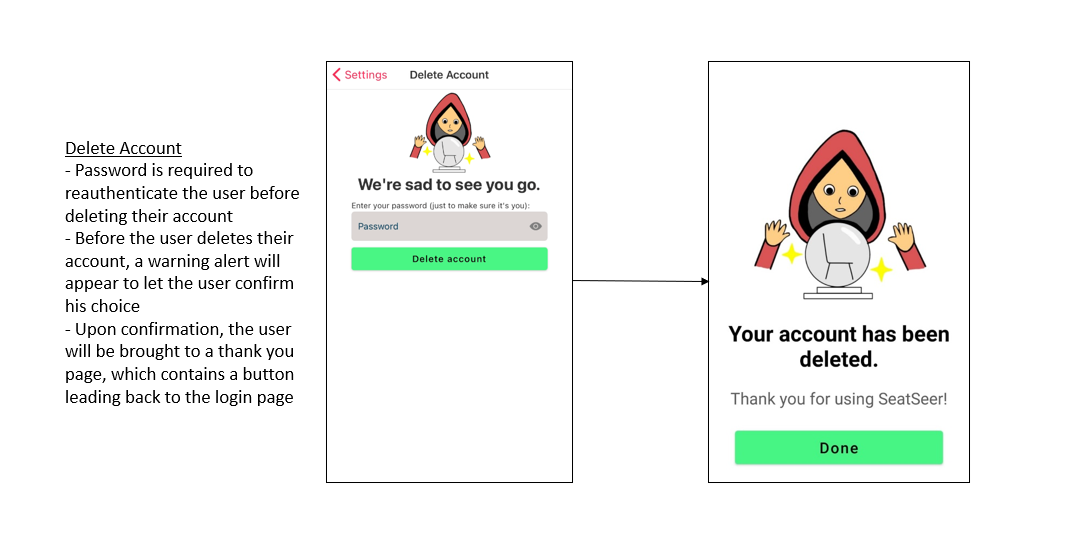 Delete Account
- Password is required to
reauthenticate the user before
deleting their account
- Before the user deletes their
account, a warning alert will
appear to let the user confirm
his choice
- Upon confirmation, the user
will be brought to a thank you
page, which contains a button
leading back to the login page
Settings Delete Account
We're sad to see you go.
Enter your password (just to make sure it's you):
Password
Delete account
Your account has been
deleted.
Thank you for using SeatSeer!
Done